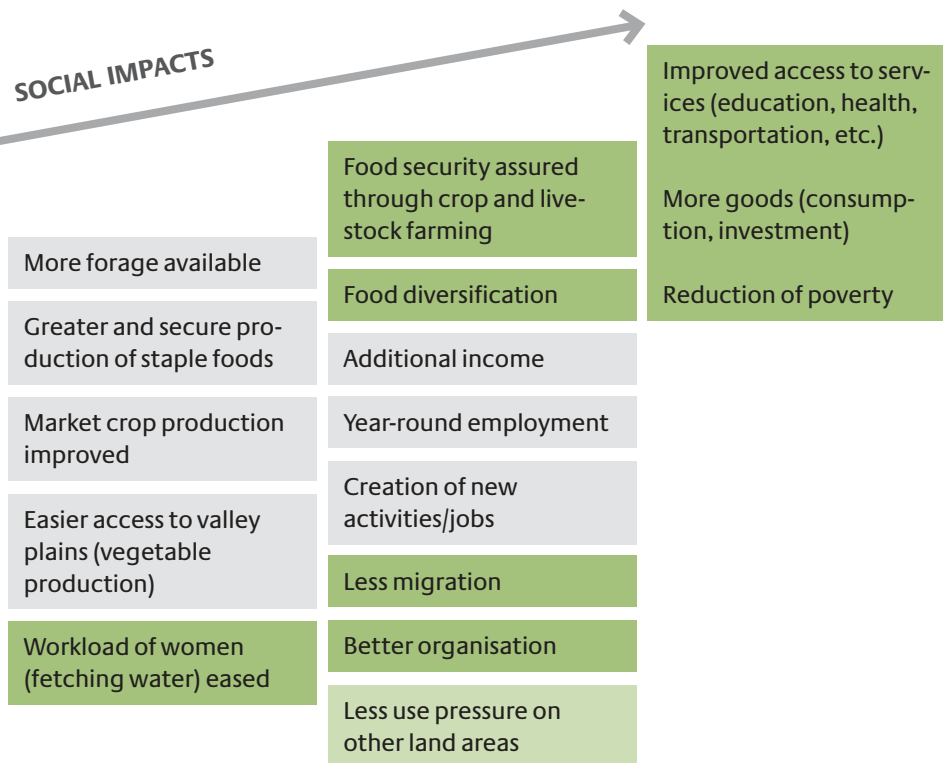 SOCIAL IMPACTS
More forage available
Greater and secure pro-
duction of staple foods
Market crop production
improved
Easier access to valley
plains (vegetable
production)
Workload of women
(fetching water) eased
Food security assured
through crop and live-
stock farming
Food diversification
Additional income
Year-round employment
Creation of new
activities/jobs
Less migration
Better organisation
Less use pressure on
other land areas
Improved access to serv-
ices (education, health,
transportation, etc.)
More goods (consump-
tion, investment)
Reduction of poverty